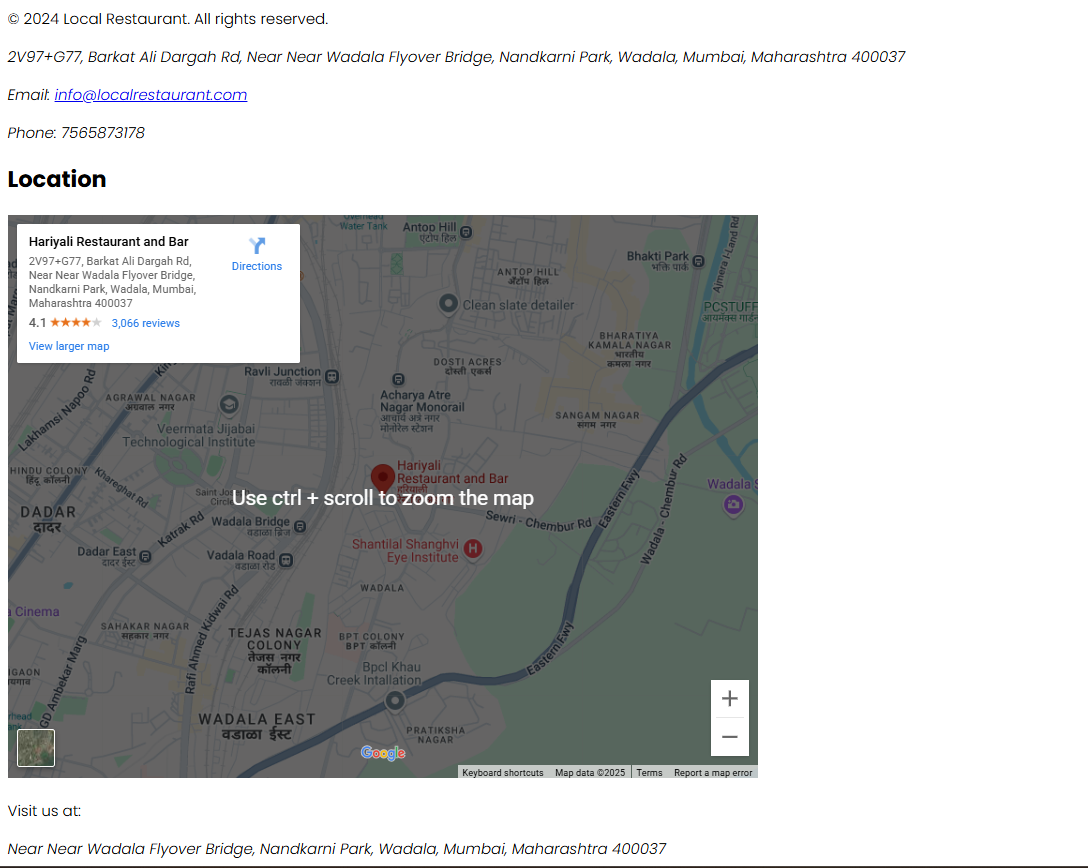 © 2024 Local Restaurant. All rights reserved.
2V97+G77, Barkat Ali Dargah Rd, Near Near Wadala Flyover Bridge, Nandkarni Park, Wadala, Mumbai, Maharashtra 400037
Email: info@localrestaurant.com
Phone: 7565873178
Location
Hariyali Restaurant and Bar
2V97+G77, Barkat Ali Dargah Rd,
Near Near Wadala Flyover Bridge,
Nandkarni Park, Wadala, Mumbai,
Maharashtra 400037
4.1
3,066 reviews
View larger map
Directions
Water Tank
Antop Hill
एंटोप हिल
Bhakti Park
भक्ति पार्क
Ajmera I-Land Rd
ANTOP HILL
अँटॉप हिल
Clean slate detailer
PCSTUFF
BHARATIYA
KAMALA NAGAR
भारतीय
कमला नगर
DOSTI ACRES
दोस्ती एकर्स
Ravli Junction
रावळी जंक्शन
Lakhamsi Napoo Rd
AGRAWAL NAGAR
अग्रवाल नगर
Acharya Atre
Nagar Monorail
आचार्य अत्रे नगर
मोनोरेल स्टेशन
SANGAM NAGAR
संगम नगर
Veermata Jijabai
Technological Institute
HINDU COLONY
हिंदू कॉलनी
Khareghat Rd
Hariyali
Restaurant and Bar
Use ctrl + scroll to zoom the map
DADAR
दादर
Katrak Rd
Wadala Bridge
वडाळा ब्रिज
Sewri - Chembur Rd
Eastern Fwy
Wadala - Chembur Rd
Dadar East
दादर ईस्ट
Vadala Road
वडाळा रोड
Shantilal Shanghvi
Eye Institute
WADALA
Cinema
SAHAKAR NAGAR
सहकार नगर
Rafi Ahmed Kidwai Rd
TEJAS NAGAR
COLONY
तेजस नगर
कॉलनी
BPT COLONY
BPT कॉलनी
Eastern Fwy
GD Ambekar Marg
Bpcl Khau
Creek Intallation
WADALA EAST
वडाळा ईस्ट
PRATIKSHA
NAGAR
Google
Keyboard shortcuts
Map data ©2025
Terms
Report a map error
Visit us at:
Near Near Wadala Flyover Bridge, Nandkarni Park, Wadala, Mumbai, Maharashtra 400037